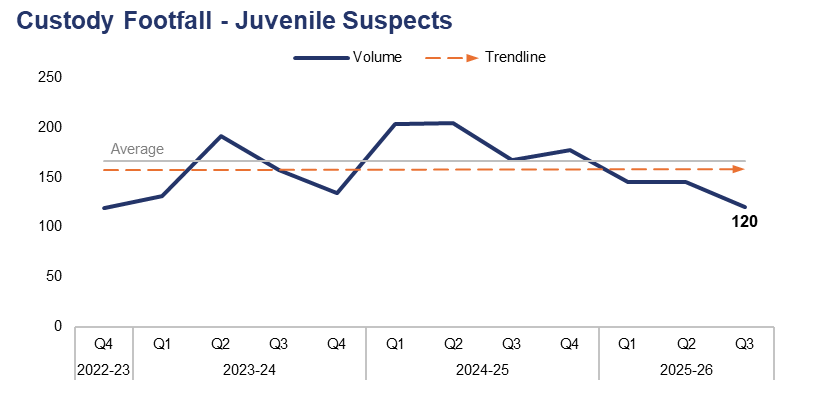 Custody Footfall - Juvenile Suspects
Volume Trendline
250
200
Average
150
100
120
50
0
Q4 Q1 Q2 Q3 Q4 Q1 Q2 Q3 Q4 Q1 Q2 Q3
2022-23 2023-24 2024-25 2025-26